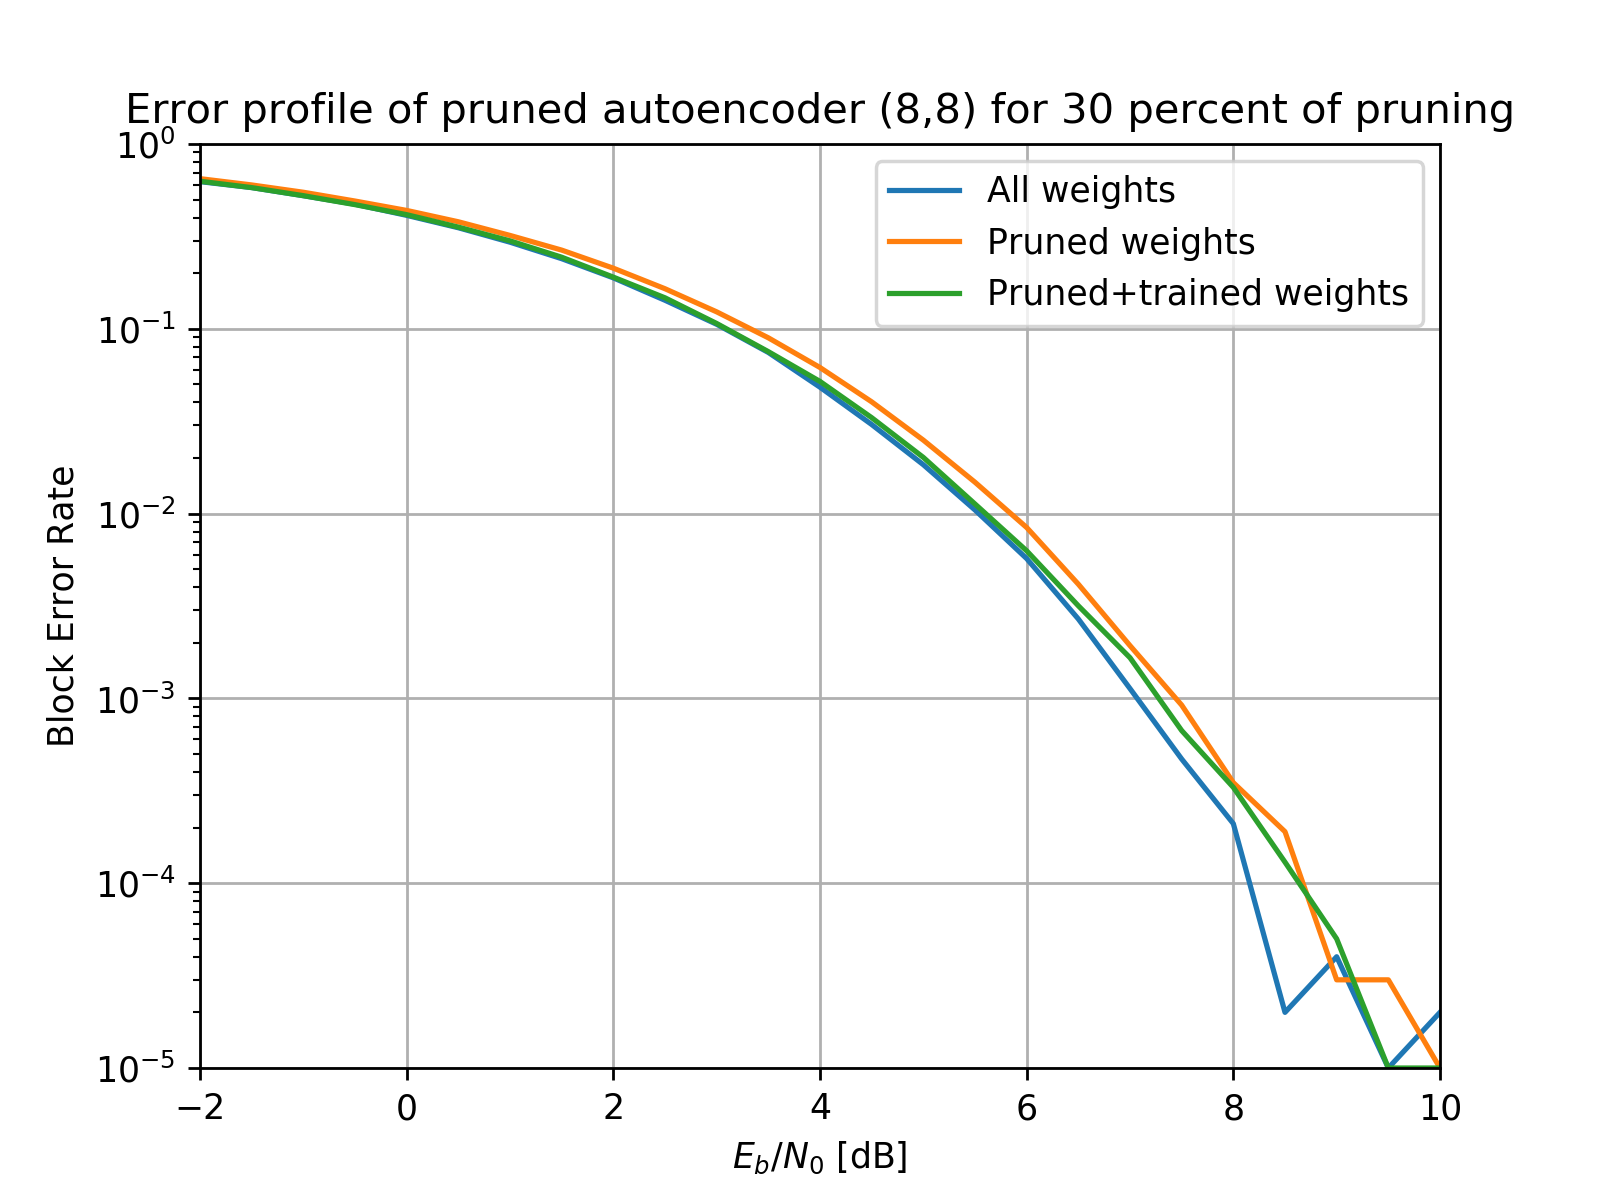 Error profile of pruned autoencoder (8,8) for 30 percent of pruning
All weights
Pruned weights
Pruned+trained weights
Block Error Rate
10⁰
10⁻¹
10⁻²
10⁻³
10⁻⁴
10⁻⁵
−2 0 2 4 6 8 10
E_b/N_0 [dB]